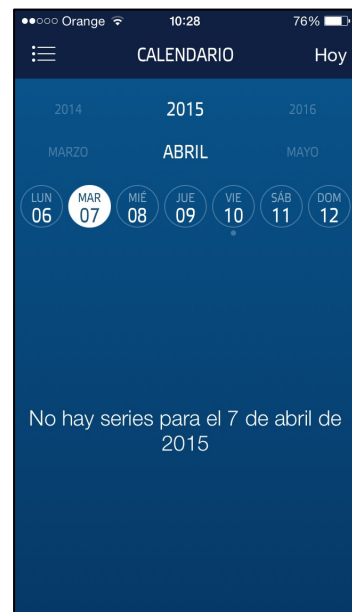 Orange 10:28 76%
CALENDARIO Hoy
2014 2015 2016
MARZO ABRIL MAYO
LUN MAR MIÉ JUE VIE SÁB DOM
06 07 08 09 10 11 12
No hay series para el 7 de abril de
2015